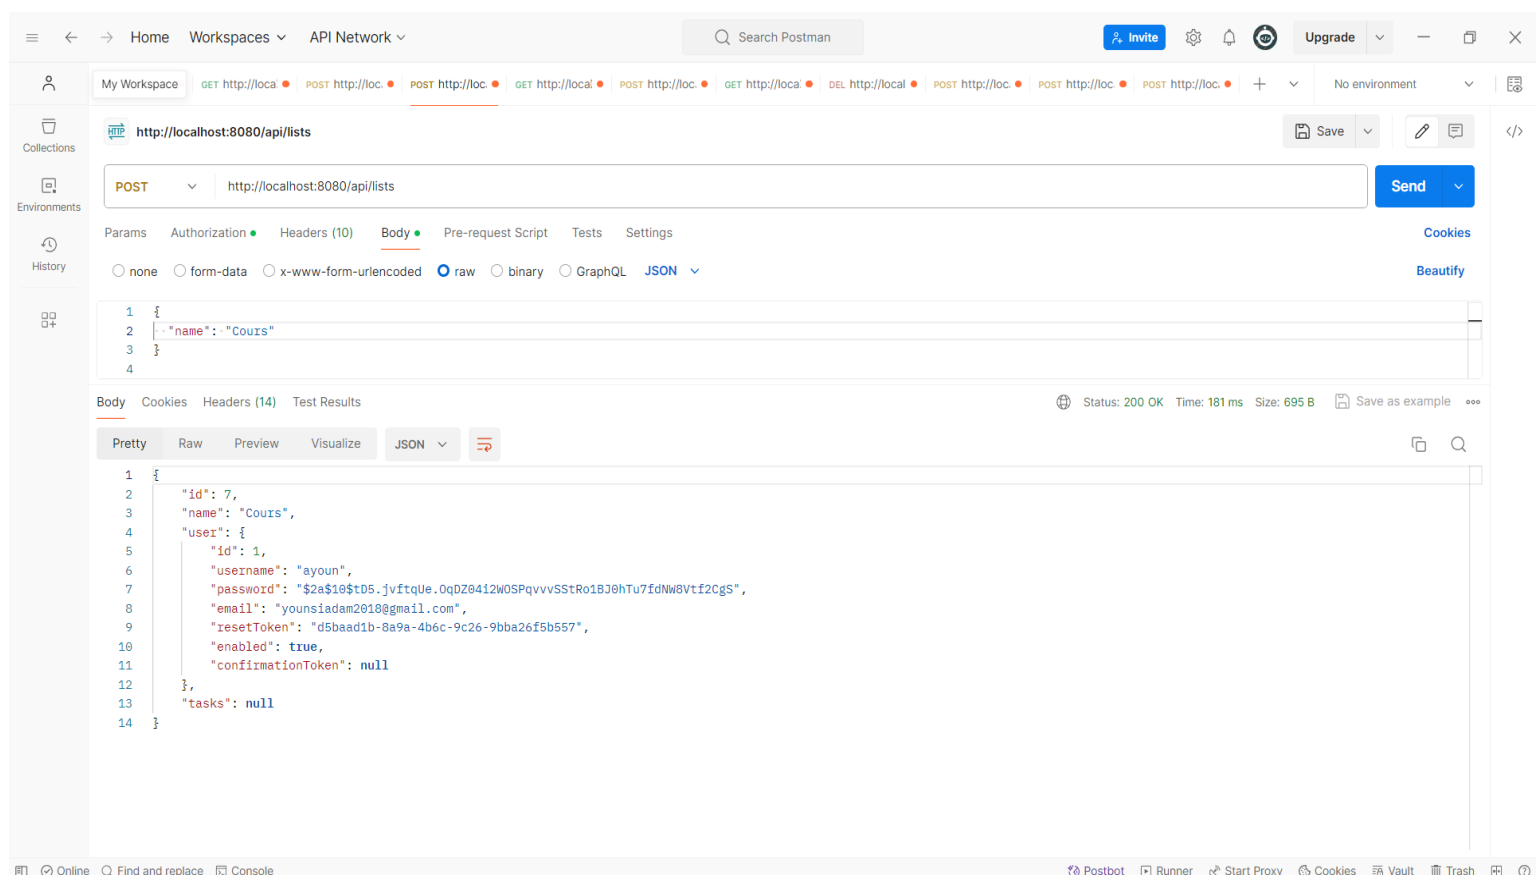 Home Workspaces API Network Search Postman Invite Upgrade
My Workspace GET http://local POST http://loc. POST http://loc. GET http://local POST http://loc. GET http://local DEL http://local POST http://loc. POST http://loc. POST http://loc. No environment
HTTP http://localhost:8080/api/lists Save
Collections
POST http://localhost:8080/api/lists Send
Environments
Params Authorization Headers (10) Body Pre-request Script Tests Settings Cookies
History
none form-data x-www-form-urlencoded raw binary GraphQL JSON Beautify
1 {
2 "name": "Cours"
3 }
4
Body Cookies Headers (14) Test Results Status: 200 OK Time: 181 ms Size: 695 B Save as example
Pretty Raw Preview Visualize JSON
1 {
2 "id": 7,
3 "name": "Cours",
4 "user": {
5 "id": 1,
6 "username": "ayoun",
7 "password": "$2a$10$tD5.jvftqUe.OqDZ04i2WOSPqvvvSStRo1BJ0hTu7fdNW8Vtf2CgS",
8 "email": "younsiadam2018@gmail.com",
9 "resetToken": "d5baad1b-8a9a-4b6c-9c26-9bba26f5b557",
10 "enabled": true,
11 "confirmationToken": null
12 },
13 "tasks": null
14 }
Online Find and replace Console Postbot Runner Start Proxy Cookies Vault Trash